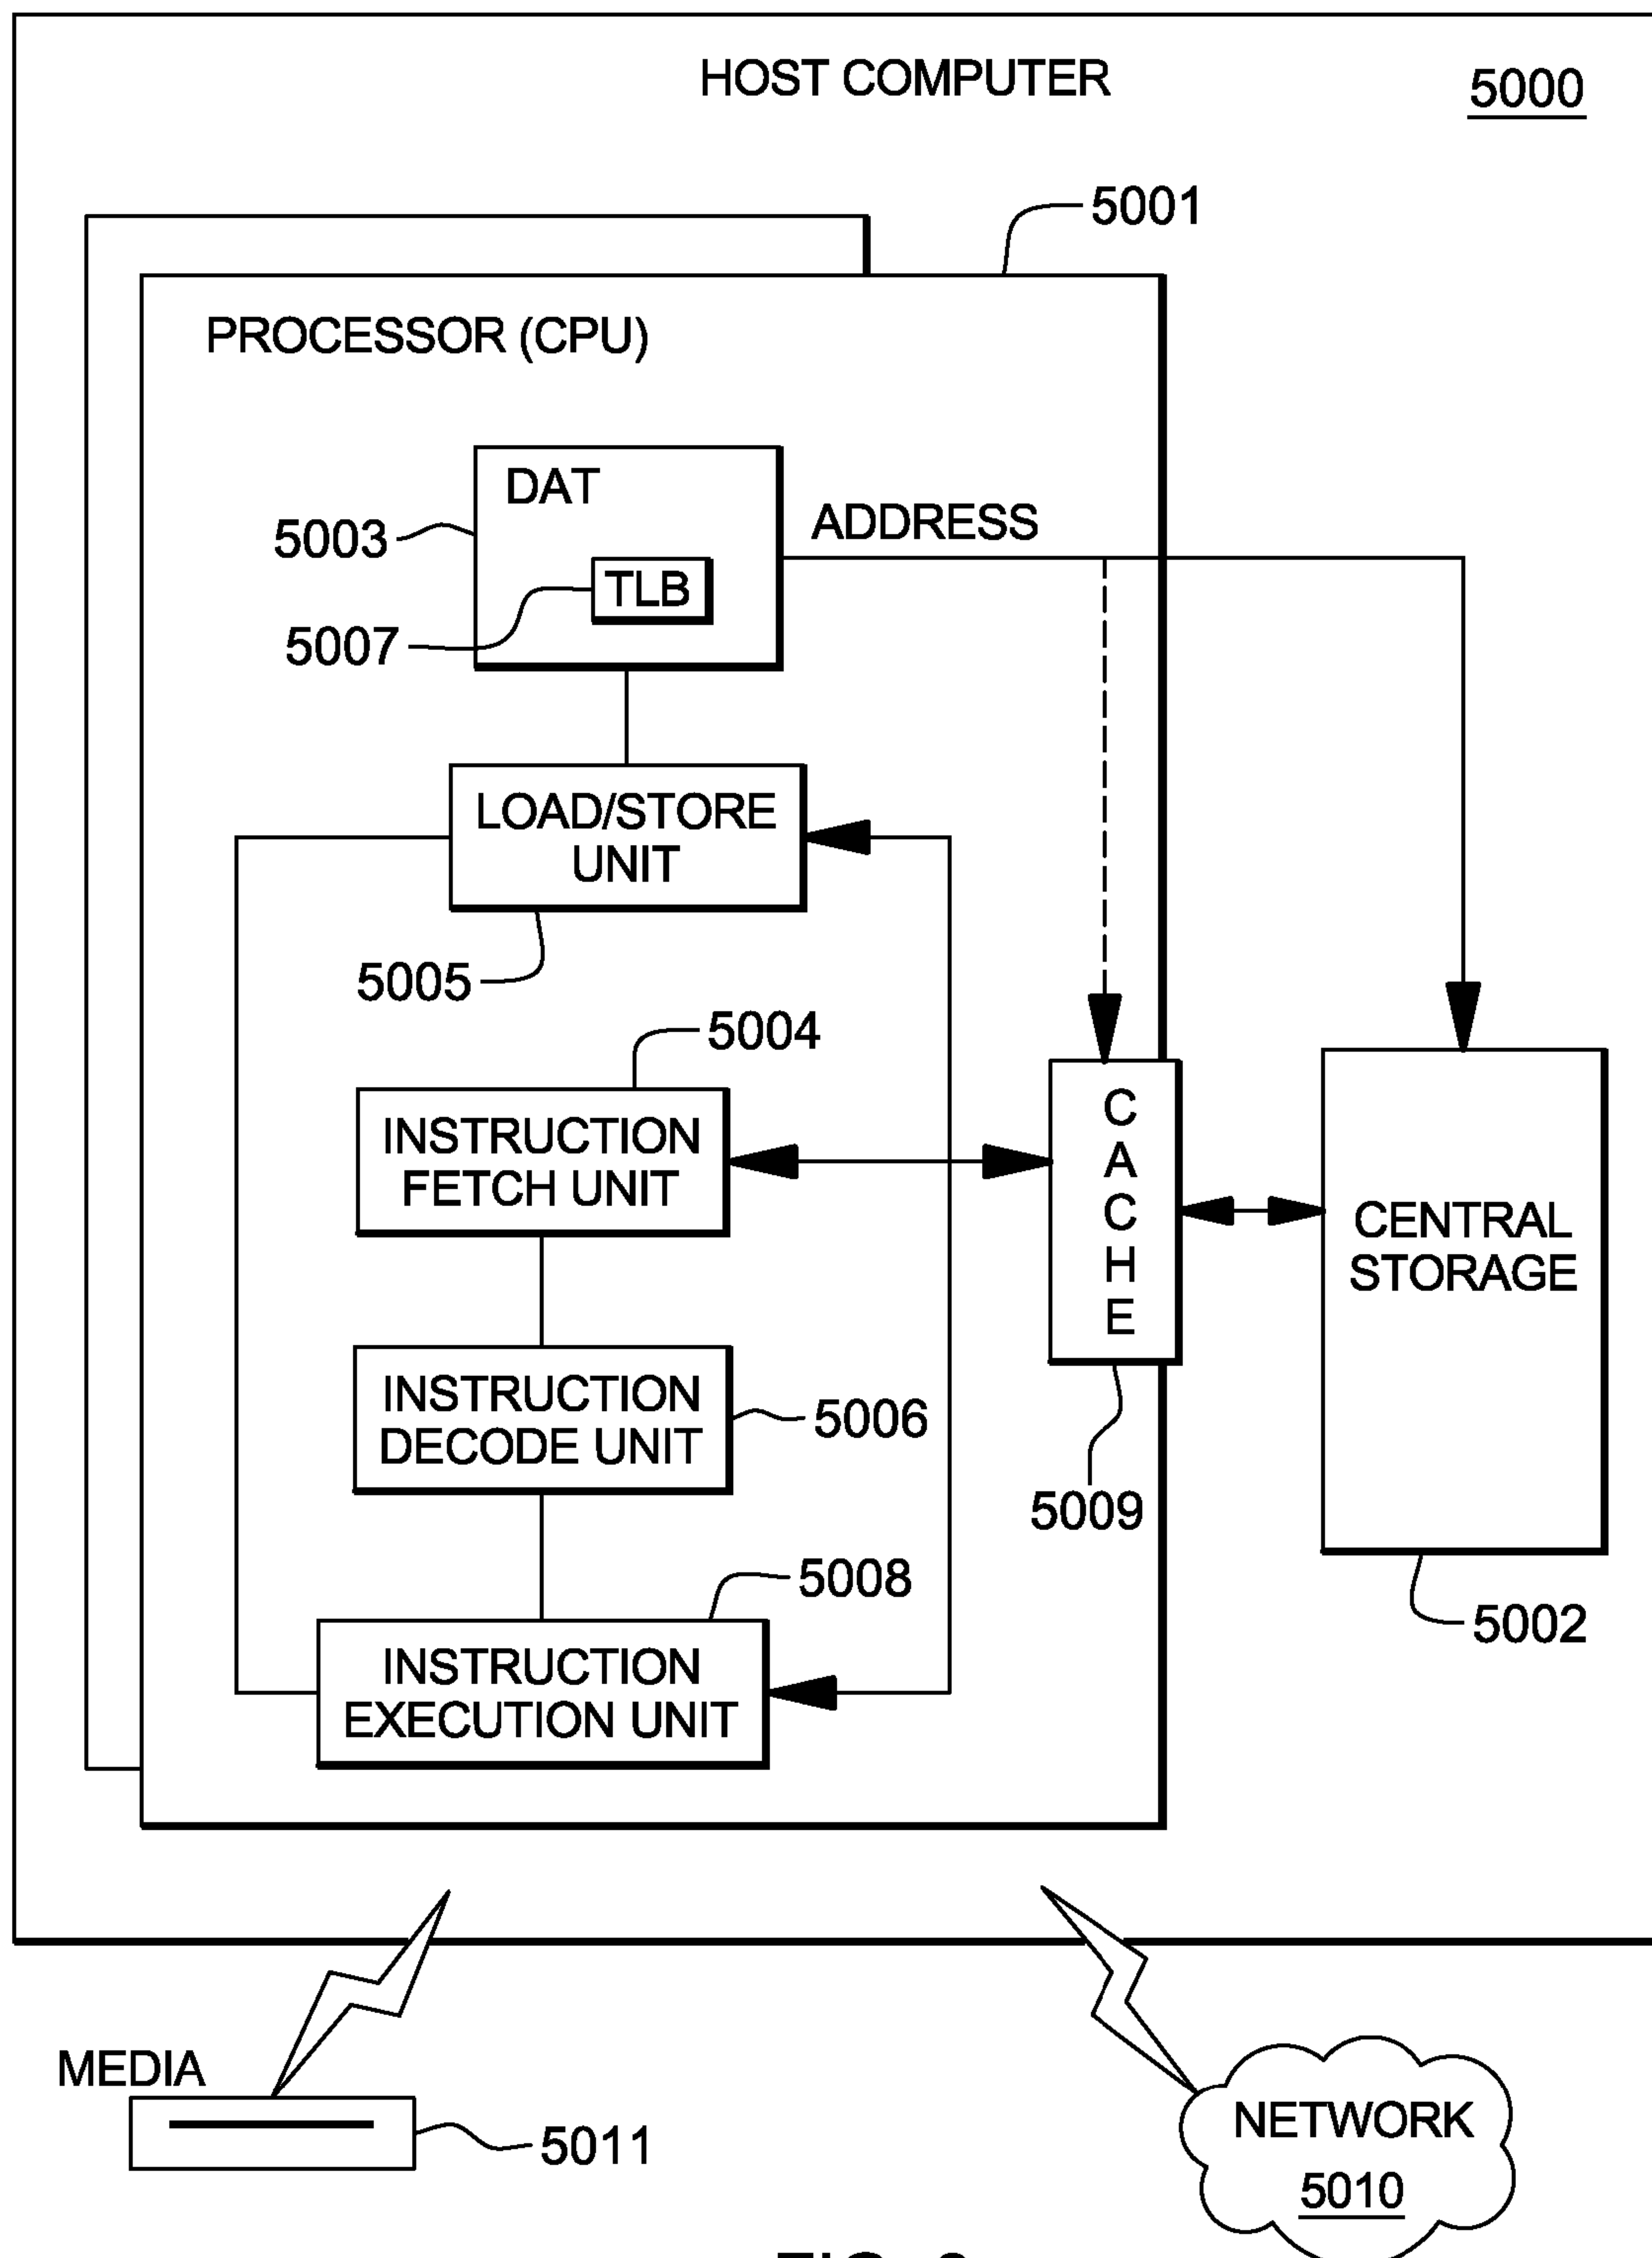 HOST COMPUTER
5000
5001
PROCESSOR (CPU)
DAT
ADDRESS
5003
TLB
5007
LOAD/STORE
UNIT
5005
5004
INSTRUCTION
FETCH UNIT
CACHE
CENTRAL
STORAGE
INSTRUCTION
DECODE UNIT
5006
5009
5008
5002
INSTRUCTION
EXECUTION UNIT
MEDIA
5011
NETWORK
5010